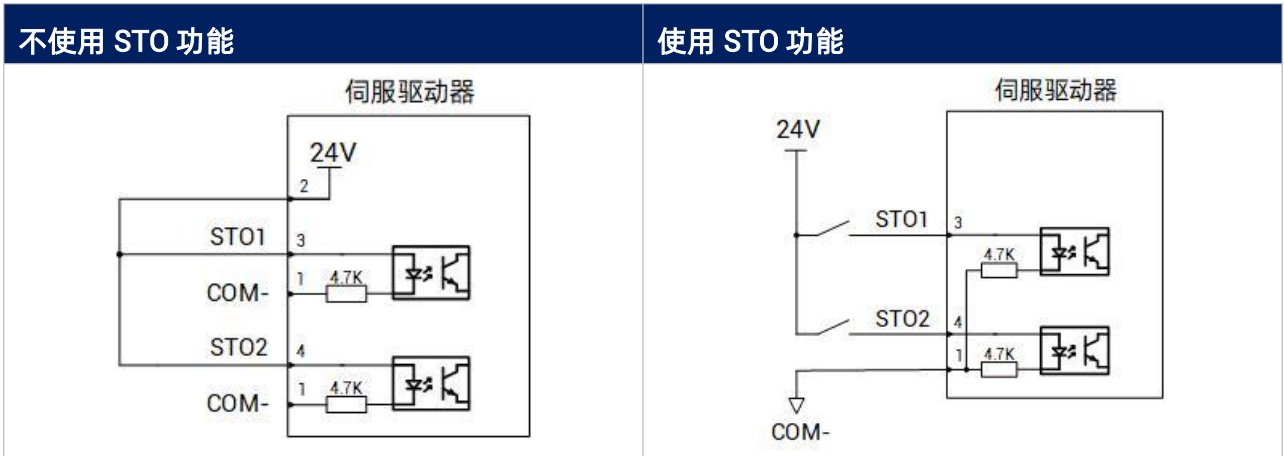 不使用 STO 功能
使用 STO 功能
伺服驱动器
24V
2
STO1
3
1
4.7K
COM-
STO2
4
1
4.7K
COM-
伺服驱动器
24V
STO1
3
4.7K
STO2
4
1
4.7K
COM-